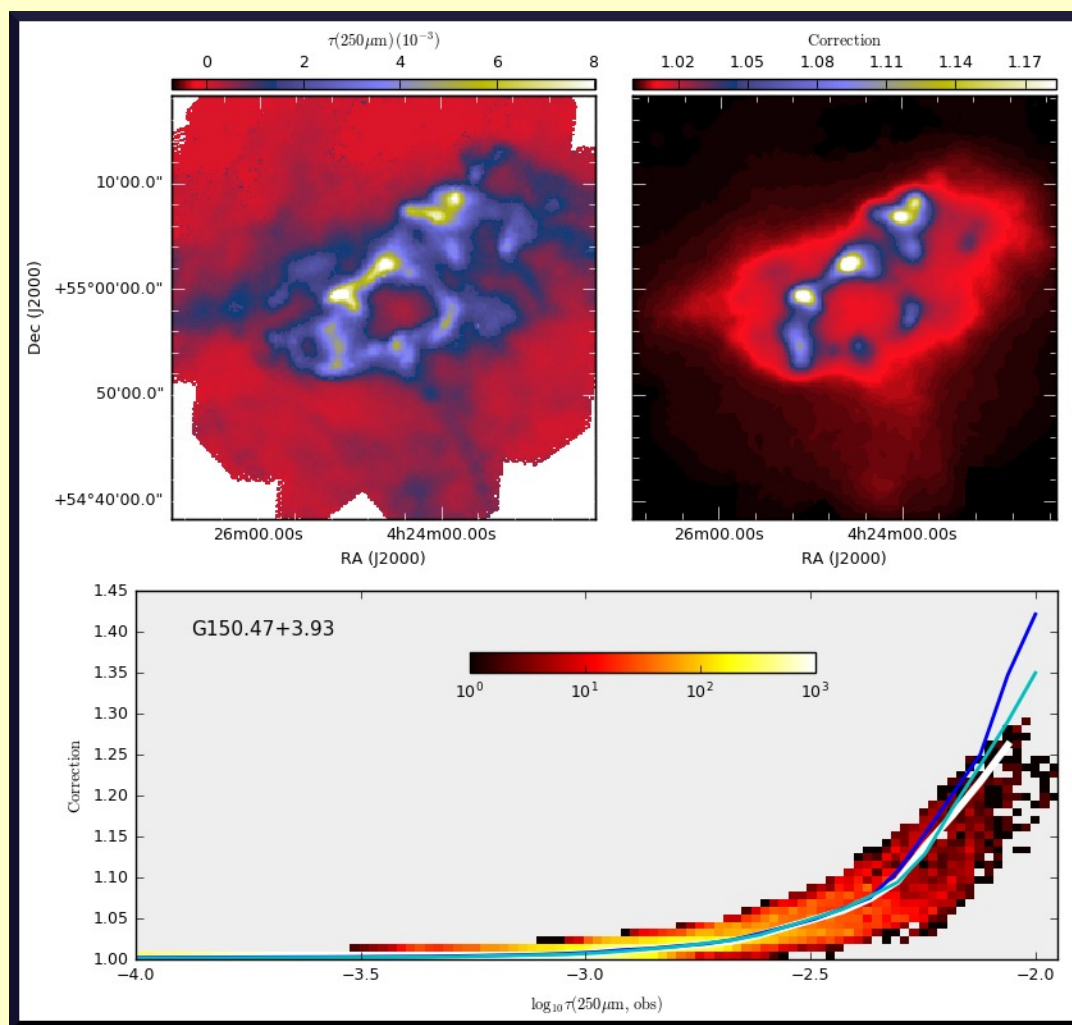 τ(250μm)(10⁻³)
0 2 4 6 8
Correction
1.02 1.05 1.08 1.11 1.14 1.17
10'00.0"
+55°00'00.0"
50'00.0"
+54°40'00.0"
Dec (J2000)
26m00.00s 4h24m00.00s
RA (J2000)
26m00.00s 4h24m00.00s
RA (J2000)
1.45
1.40
1.35
1.30
1.25
1.20
1.15
1.10
1.05
1.00
Correction
G150.47+3.93
10⁰ 10¹ 10² 10³
−4.0 −3.5 −3.0 −2.5 −2.0
log₁₀ τ(250μm, obs)